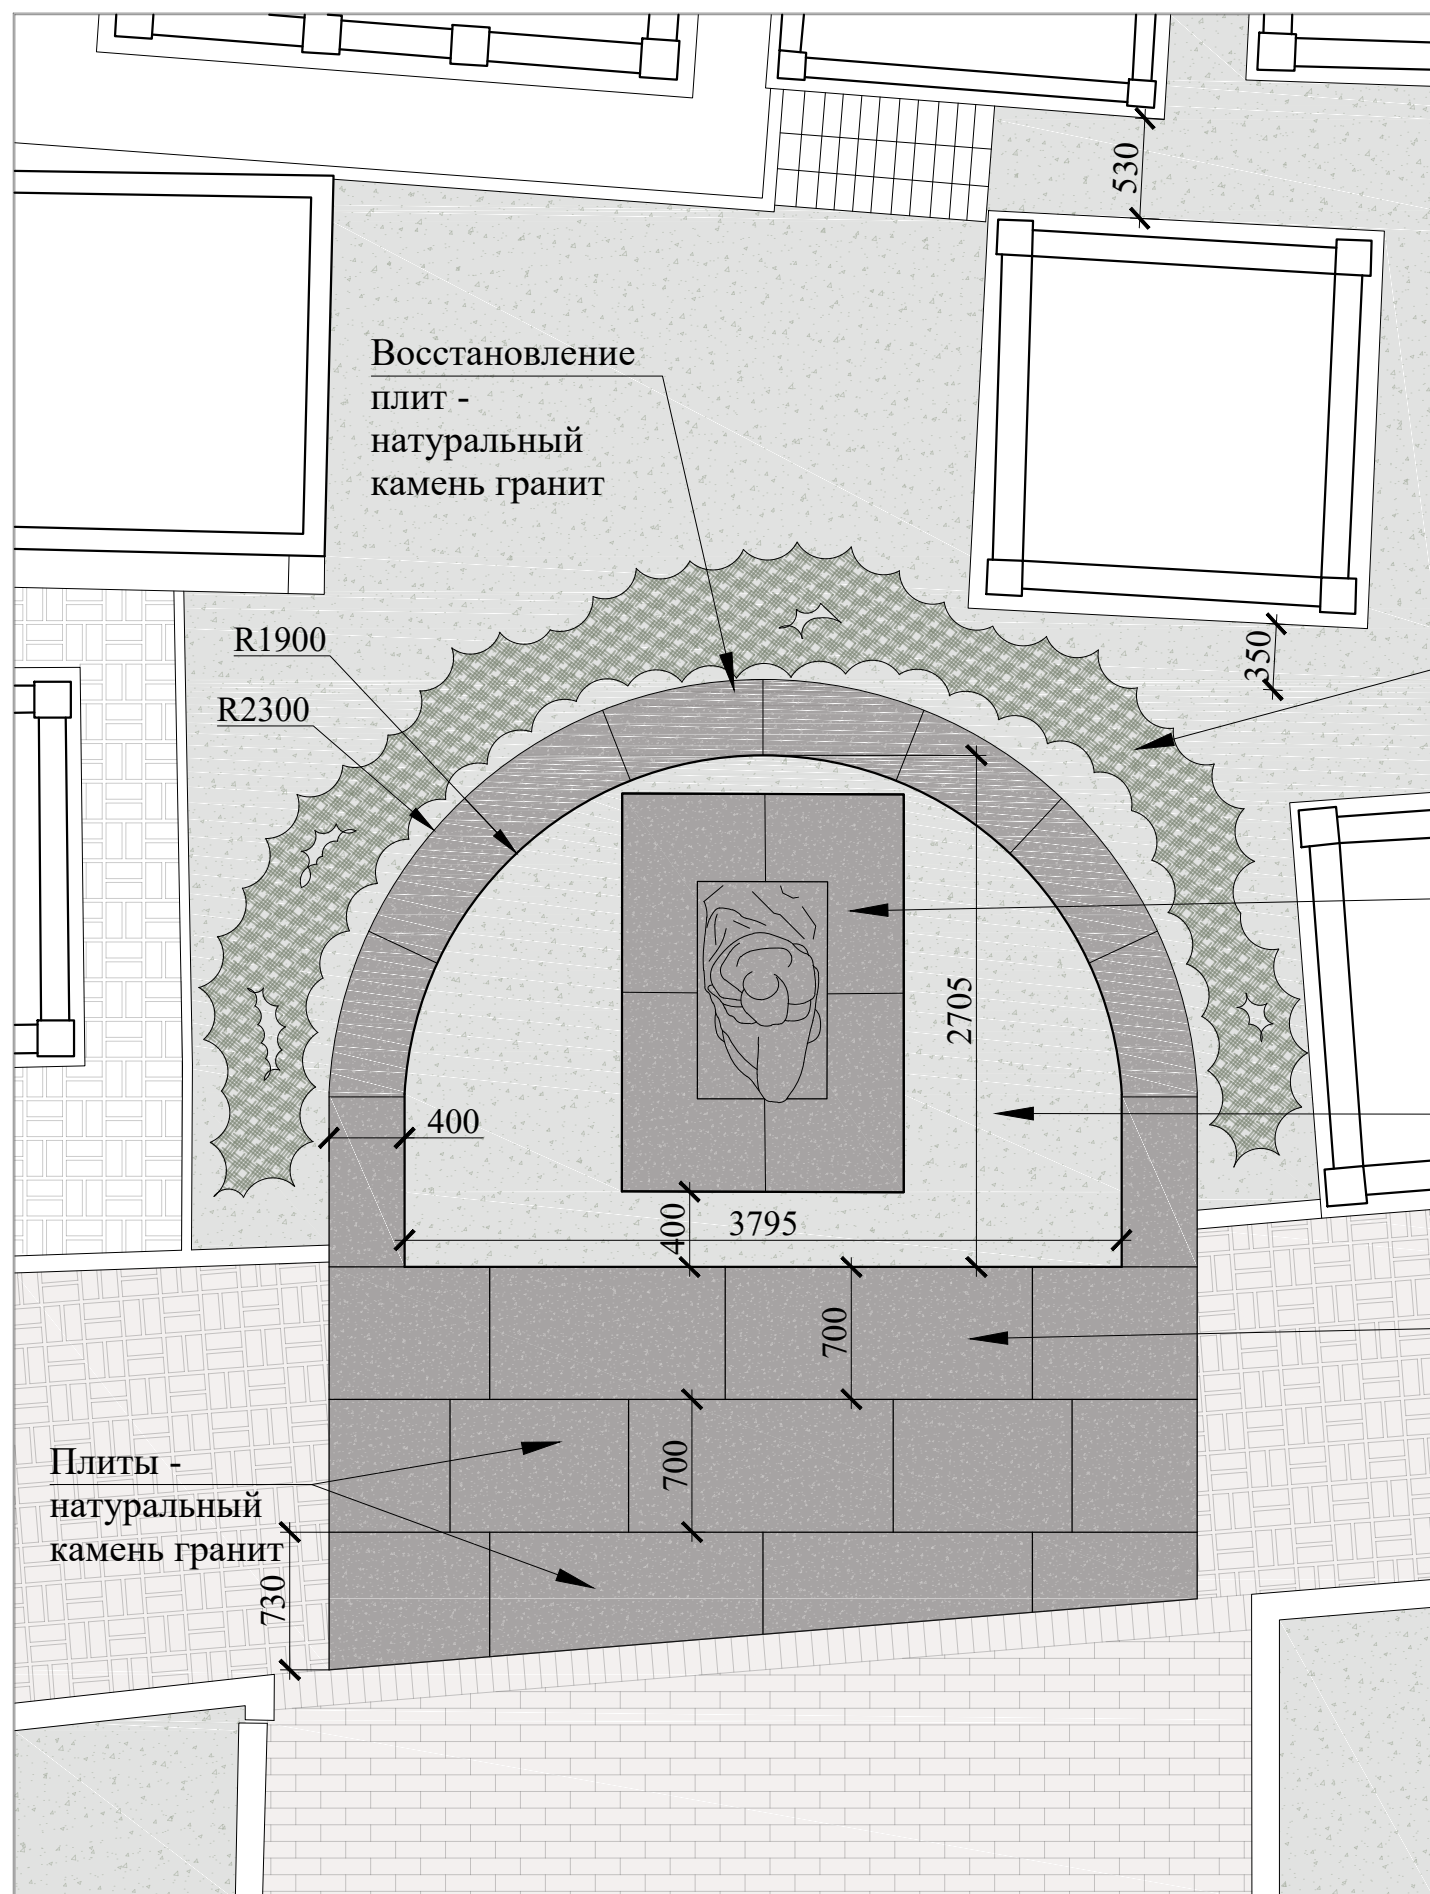 530
Восстановление
плит -
натуральный
камень гранит
R1900
350
R2300
2705
400
400
3795
700
Плиты -
натуральный
камень гранит
700
730